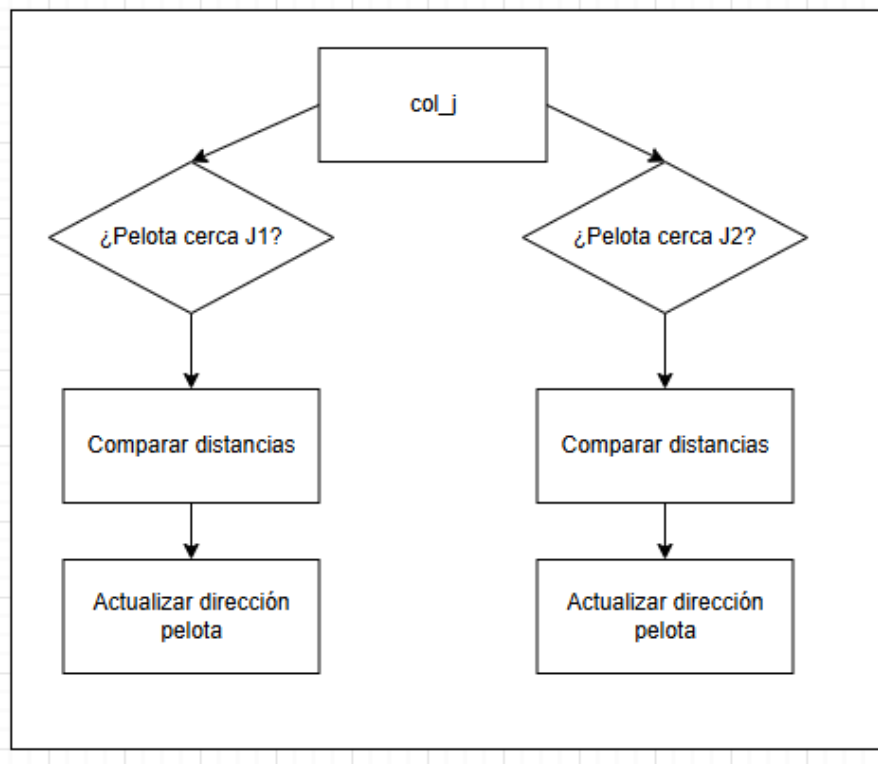 col_j
¿Pelota cerca J1?
¿Pelota cerca J2?
Comparar distancias
Comparar distancias
Actualizar dirección
pelota
Actualizar dirección
pelota